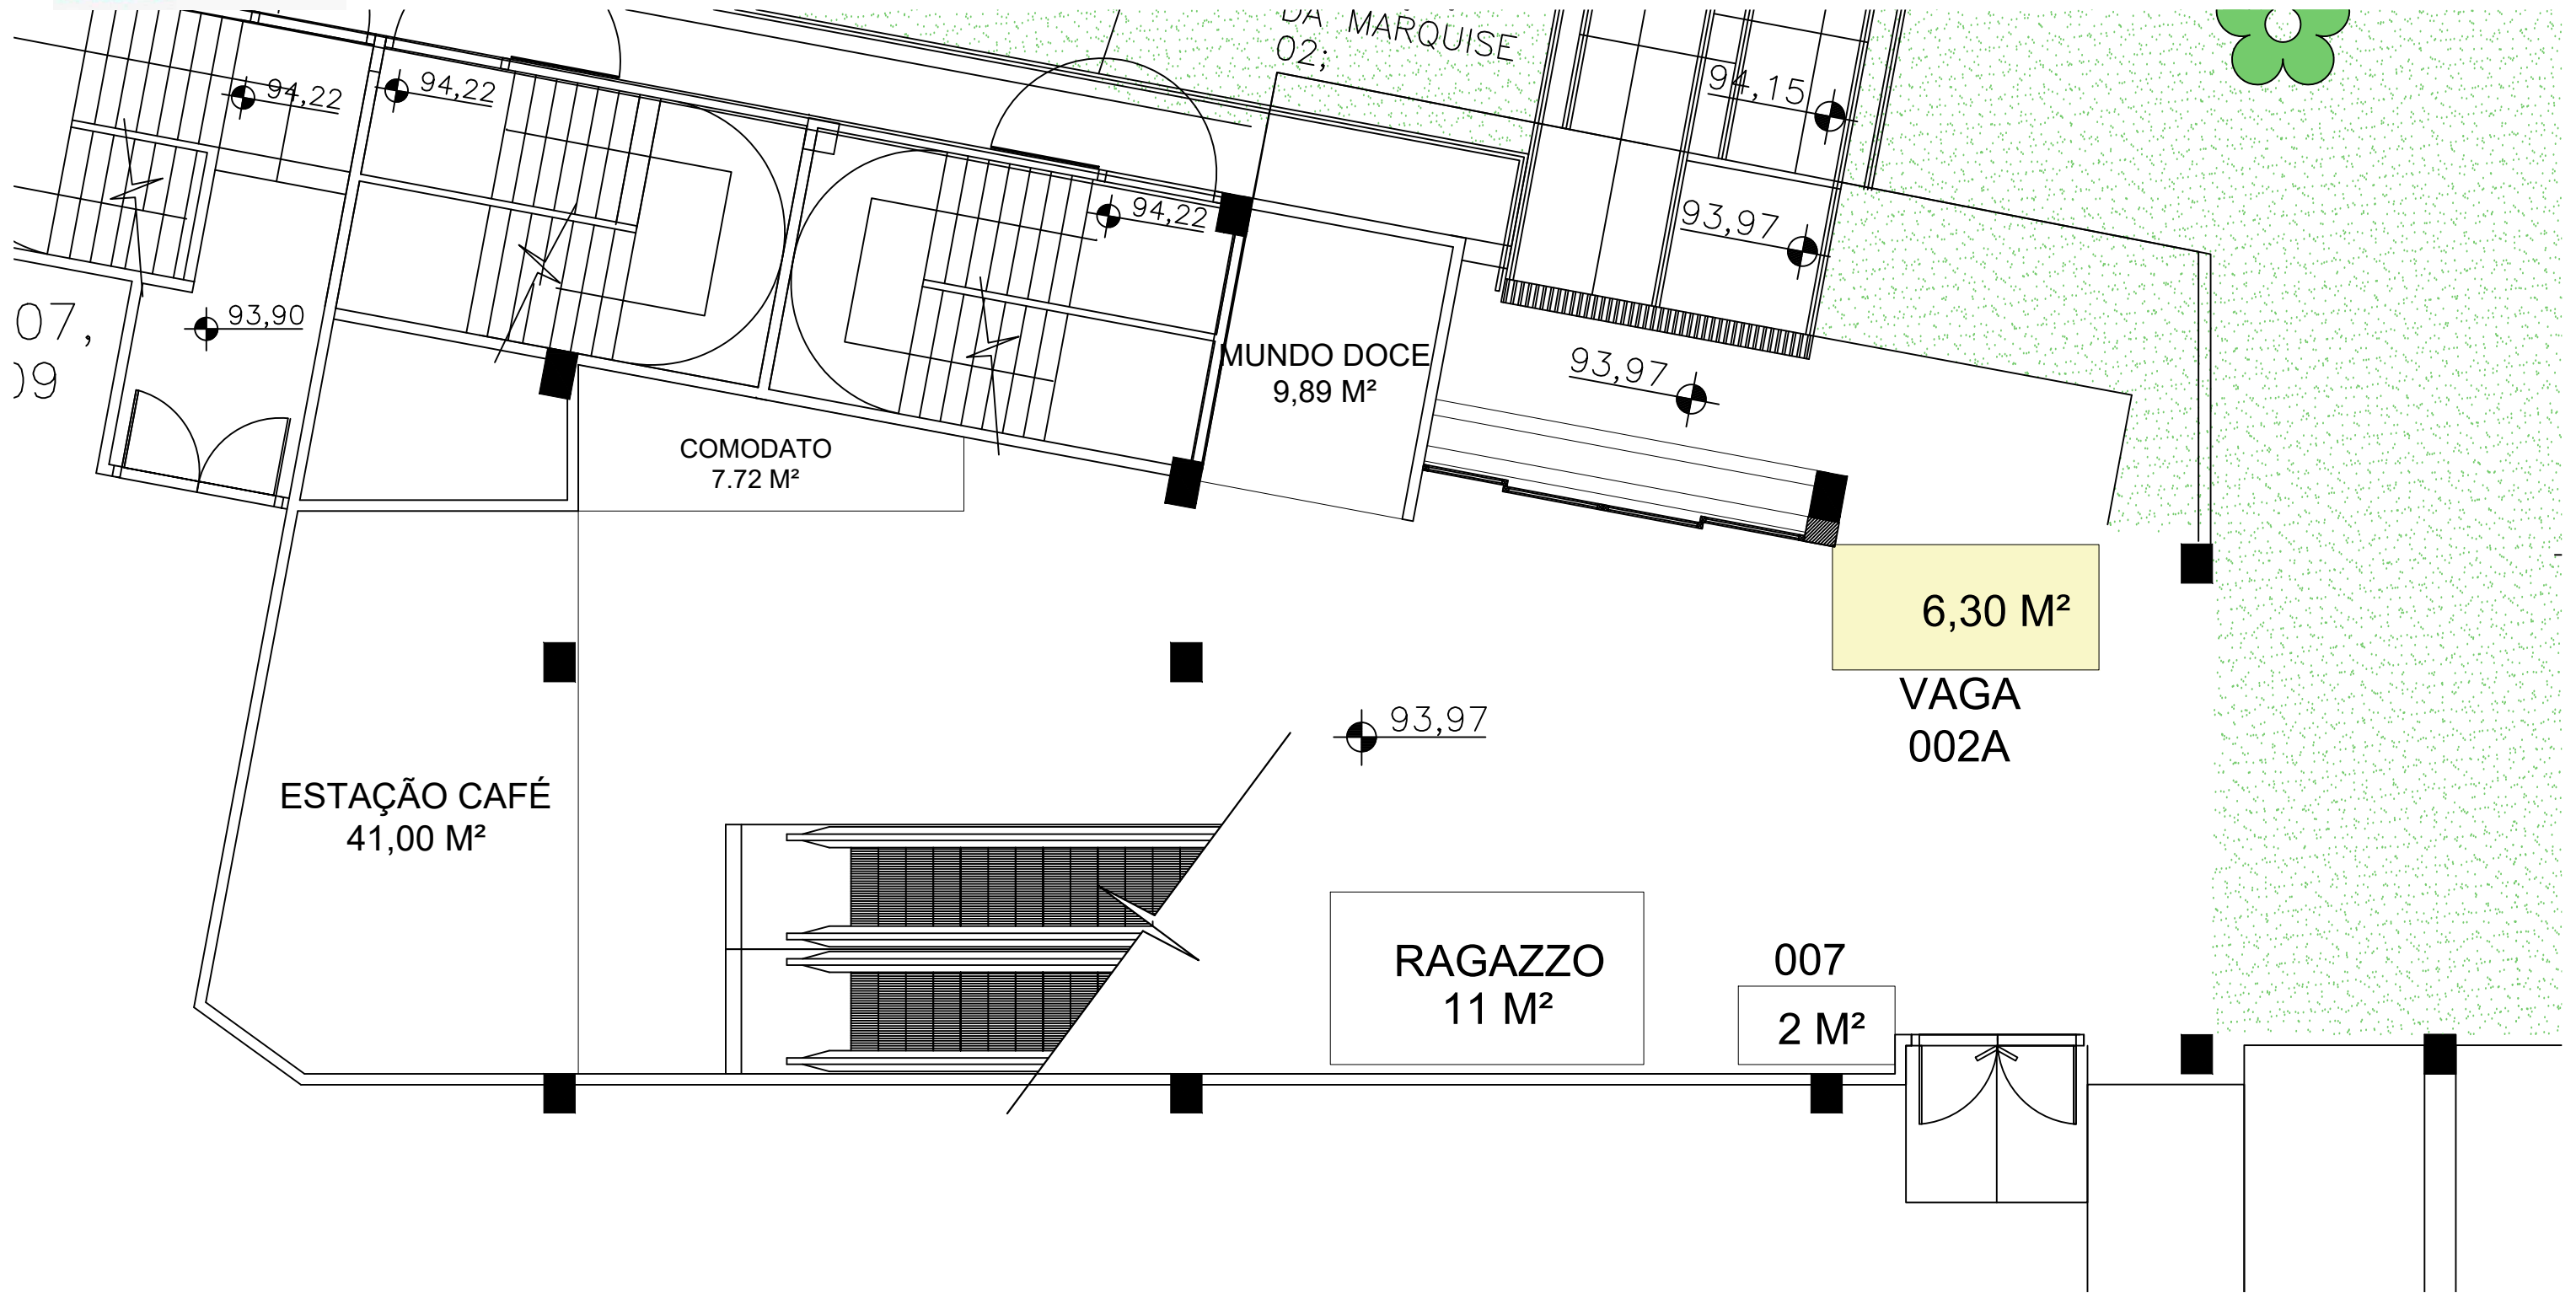 DA MARQUISE
02;
94,22
94,22
94,15
94,22
93,97
93,90
07,
09
MUNDO DOCE
9,89 M²
93,97
COMODATO
7.72 M²
6,30 M²
VAGA
002A
93,97
ESTAÇÃO CAFÉ
41,00 M²
RAGAZZO
11 M²
007
2 M²